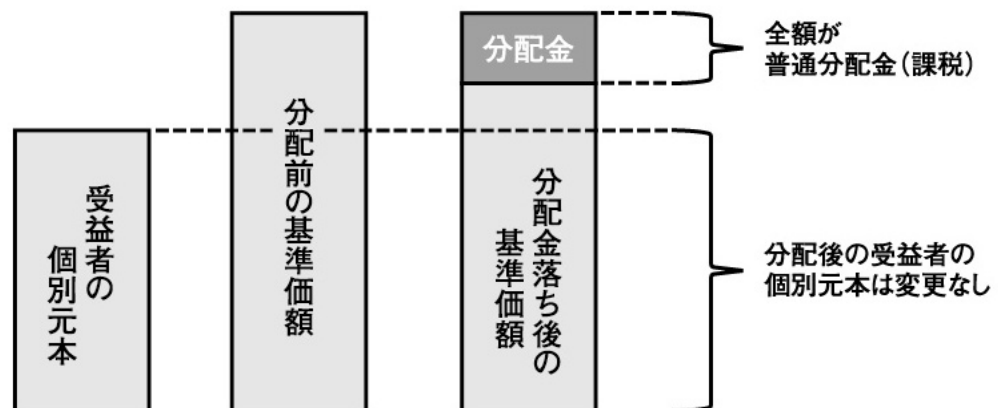 受益者の
個別元本
分配前の基準価額
分配金
分配金落ち後の
基準価額
全額が
普通分配金(課税)
分配後の受益者の
個別元本は変更なし